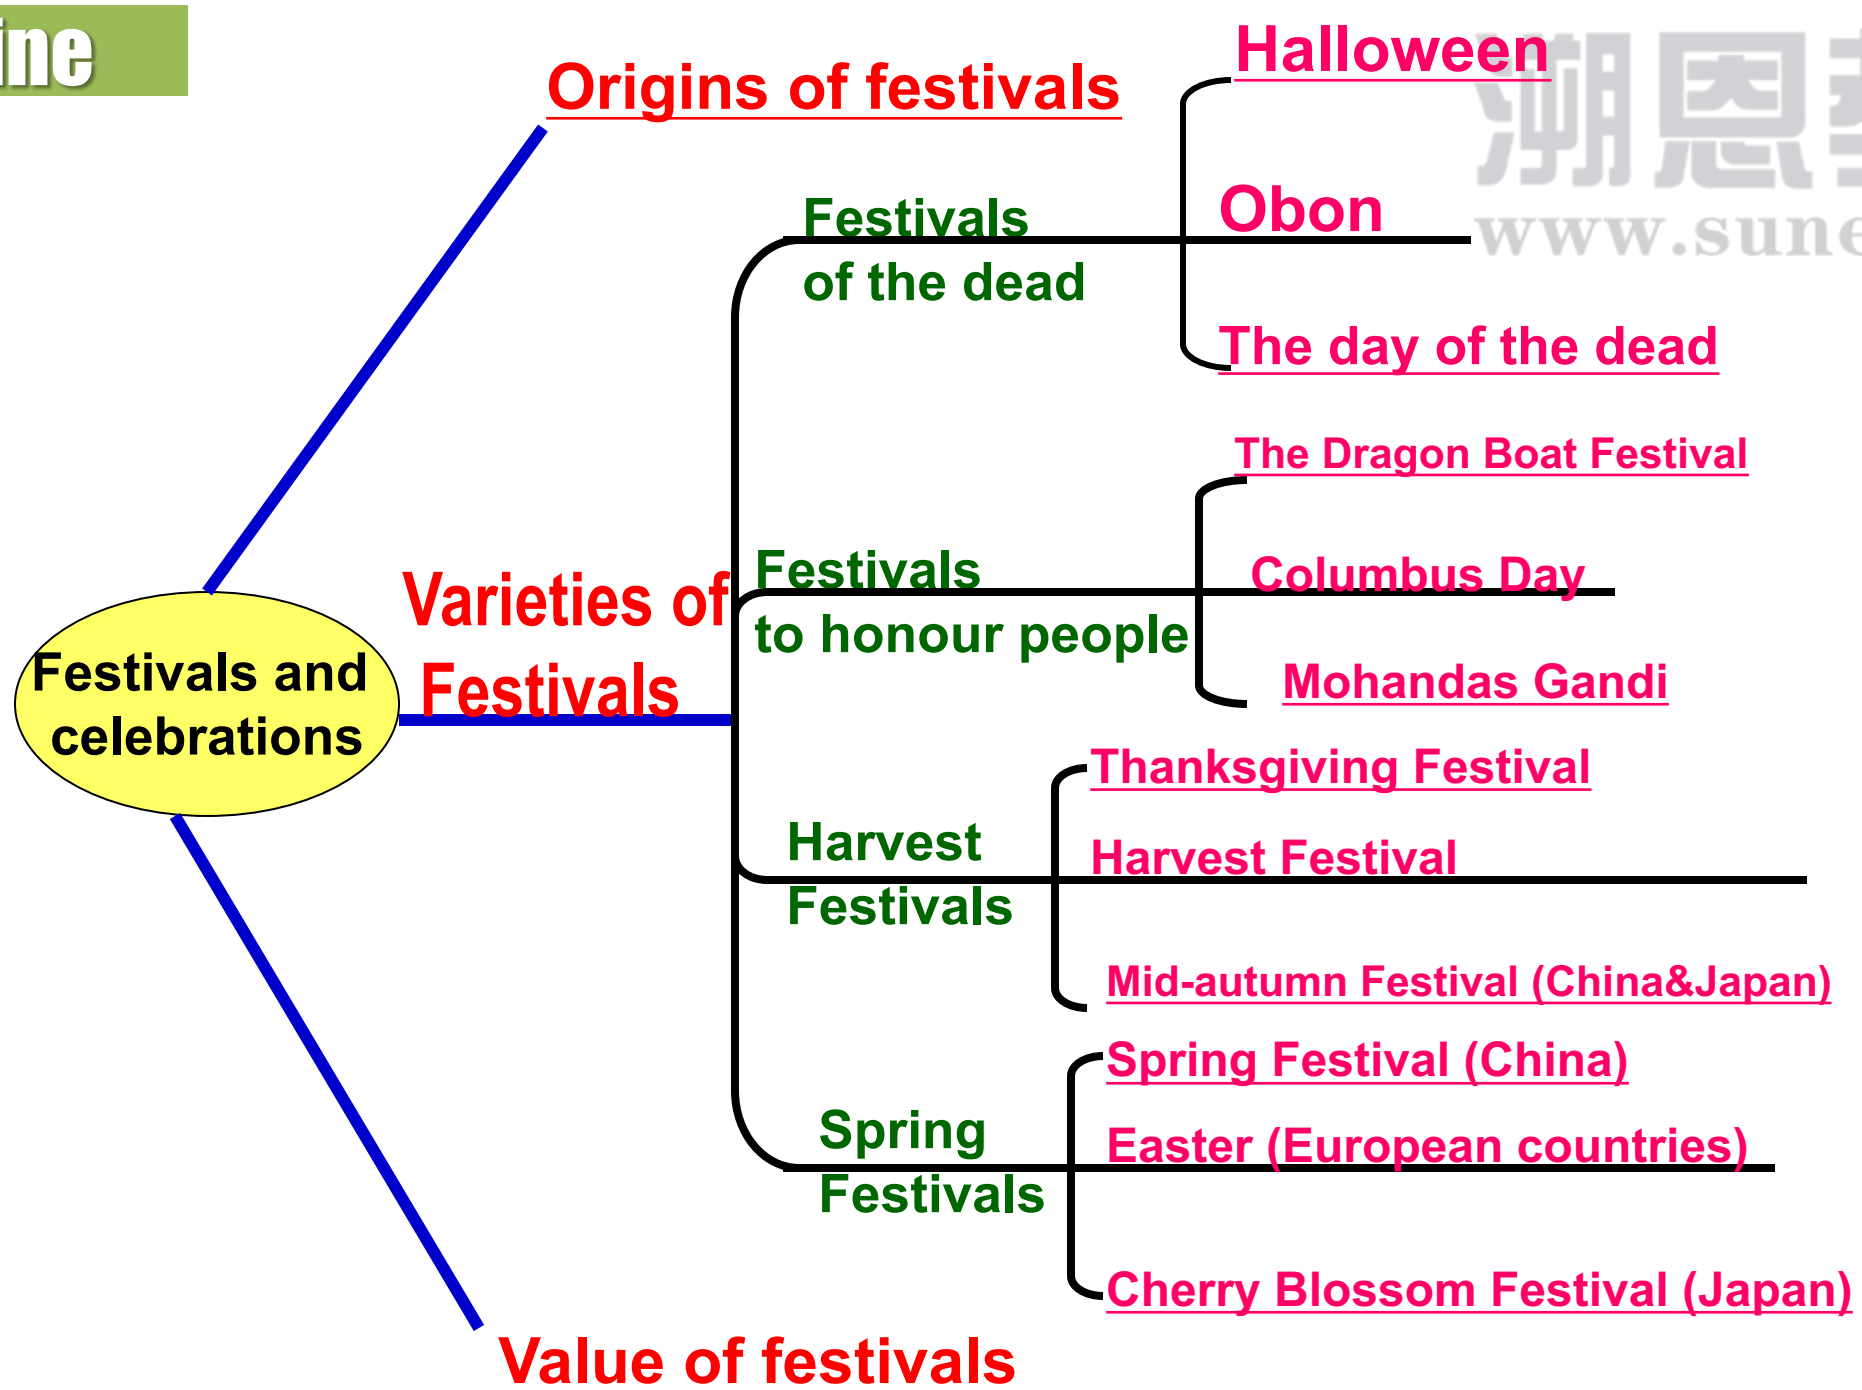 ine
Origins of festivals
Halloween
Festivals
of the dead
Obon
www.sune
The day of the dead
The Dragon Boat Festival
Festivals
to honour people
Columbus Day
Mohandas Gandi
Varieties of
Festivals
Festivals and
celebrations
Thanksgiving Festival
Harvest
Festivals
Harvest Festival
Mid-autumn Festival (China&Japan)
Spring Festival (China)
Spring
Festivals
Easter (European countries)
Cherry Blossom Festival (Japan)
Value of festivals